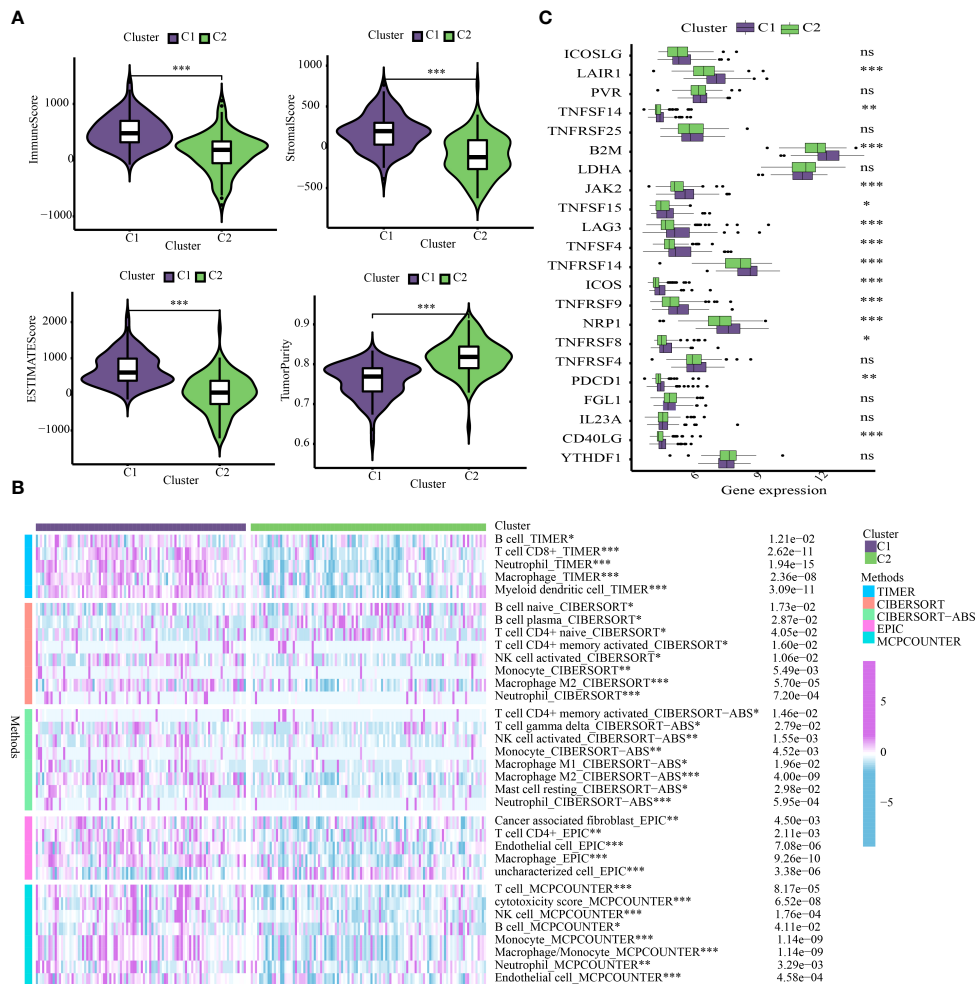 A
Cluster C1 C2
ImmuneScore
1000
0
−1000
***
C1 C2
Cluster
Cluster C1 C2
StromalScore
500
0
−500
***
C1 C2
Cluster
Cluster C1 C2
ESTIMATEScore
2000
1000
0
−1000
***
C1 C2
Cluster
Cluster C1 C2
TumorPurity
0.9
0.8
0.7
0.6
***
C1 C2
Cluster
C
Cluster C1 C2
ICOSLG ns
LAIR1 ***
PVR ns
TNFSF14 **
TNFRSF25 ns
B2M ***
LDHA ns
JAK2 ***
TNFSF15 *
LAG3 ***
TNFSF4 ***
TNFRSF14 ***
ICOS ***
TNFRSF9 ***
NRP1 ***
TNFRSF8 *
TNFRSF4 ns
PDCD1 **
FGL1 ns
IL23A ns
CD40LG ***
YTHDF1 ns
6 9 12
Gene expression
B
Methods
Cluster
B cell_TIMER* 1.21e−02
T cell CD8+_TIMER*** 2.62e−11
Neutrophil_TIMER*** 1.94e−15
Macrophage_TIMER*** 2.36e−08
Myeloid dendritic cell_TIMER*** 3.09e−11
B cell naive_CIBERSORT* 1.73e−02
B cell plasma_CIBERSORT* 2.87e−02
T cell CD4+ naive_CIBERSORT* 4.05e−02
T cell CD4+ memory activated_CIBERSORT* 1.60e−02
NK cell activated_CIBERSORT* 1.06e−02
Monocyte_CIBERSORT** 5.49e−03
Macrophage M2_CIBERSORT*** 5.70e−05
Neutrophil_CIBERSORT*** 7.20e−04
T cell CD4+ memory activated_CIBERSORT−ABS* 1.46e−02
T cell gamma delta_CIBERSORT−ABS* 2.79e−02
NK cell activated_CIBERSORT−ABS** 1.55e−03
Monocyte_CIBERSORT−ABS** 4.52e−03
Macrophage M1_CIBERSORT−ABS* 1.96e−02
Macrophage M2_CIBERSORT−ABS*** 4.00e−09
Mast cell resting_CIBERSORT−ABS* 2.98e−02
Neutrophil_CIBERSORT−ABS*** 5.95e−04
Cancer associated fibroblast_EPIC** 4.50e−03
T cell CD4+_EPIC** 2.11e−03
Endothelial cell_EPIC*** 7.08e−06
Macrophage_EPIC*** 9.26e−10
uncharacterized cell_EPIC*** 3.38e−06
T cell_MCPCOUNTER*** 8.17e−05
cytotoxicity score_MCPCOUNTER*** 6.52e−08
NK cell_MCPCOUNTER*** 1.76e−04
B cell_MCPCOUNTER* 4.11e−02
Monocyte_MCPCOUNTER*** 1.14e−09
Macrophage/Monocyte_MCPCOUNTER*** 1.14e−09
Neutrophil_MCPCOUNTER** 3.29e−03
Endothelial cell_MCPCOUNTER*** 4.58e−04
Cluster
C1
C2
Methods
TIMER
CIBERSORT
CIBERSORT−ABS
EPIC
MCPCOUNTER
5
0
−5